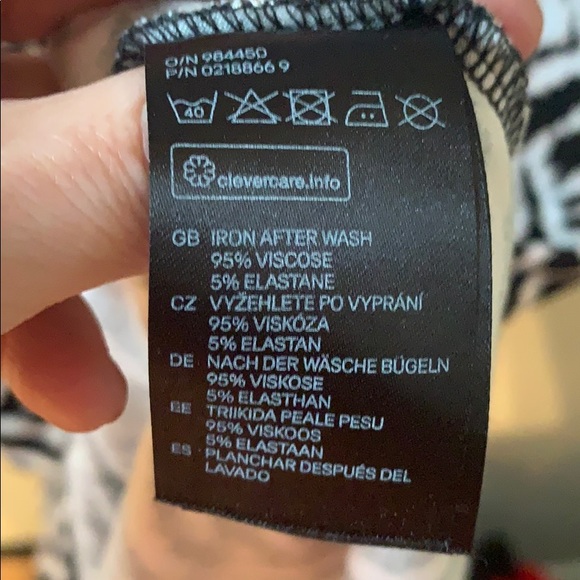 O/N 984450
P/N 0218866 9
40
clevercare.info
GB IRON AFTER WASH
95% VISCOSE
5% ELASTANE
CZ VYŽEHLETE PO VYPRÁNÍ
95% VISKÓZA
5% ELASTAN
DE NACH DER WÄSCHE BÜGELN
95% VISKOSE
5% ELASTHAN
EE TRIIKIDA PEALE PESU
95% VISKOOS
5% ELASTAAN
ES PLANCHAR DESPUÉS DEL
LAVADO